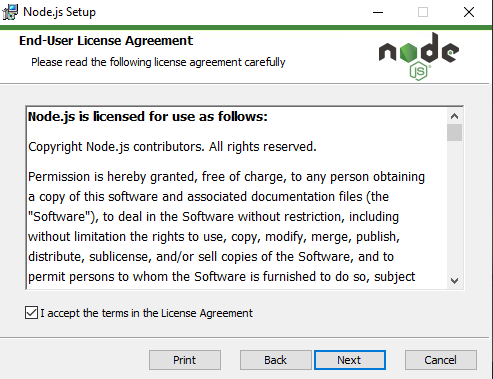 Node.js Setup
End-User License Agreement
Please read the following license agreement carefully
node
JS
Node.js is licensed for use as follows:
Copyright Node.js contributors. All rights reserved.
Permission is hereby granted, free of charge, to any person obtaining
a copy of this software and associated documentation files (the
"Software"), to deal in the Software without restriction, including
without limitation the rights to use, copy, modify, merge, publish,
distribute, sublicense, and/or sell copies of the Software, and to
permit persons to whom the Software is furnished to do so, subject
I accept the terms in the License Agreement
Print
Back
Next
Cancel